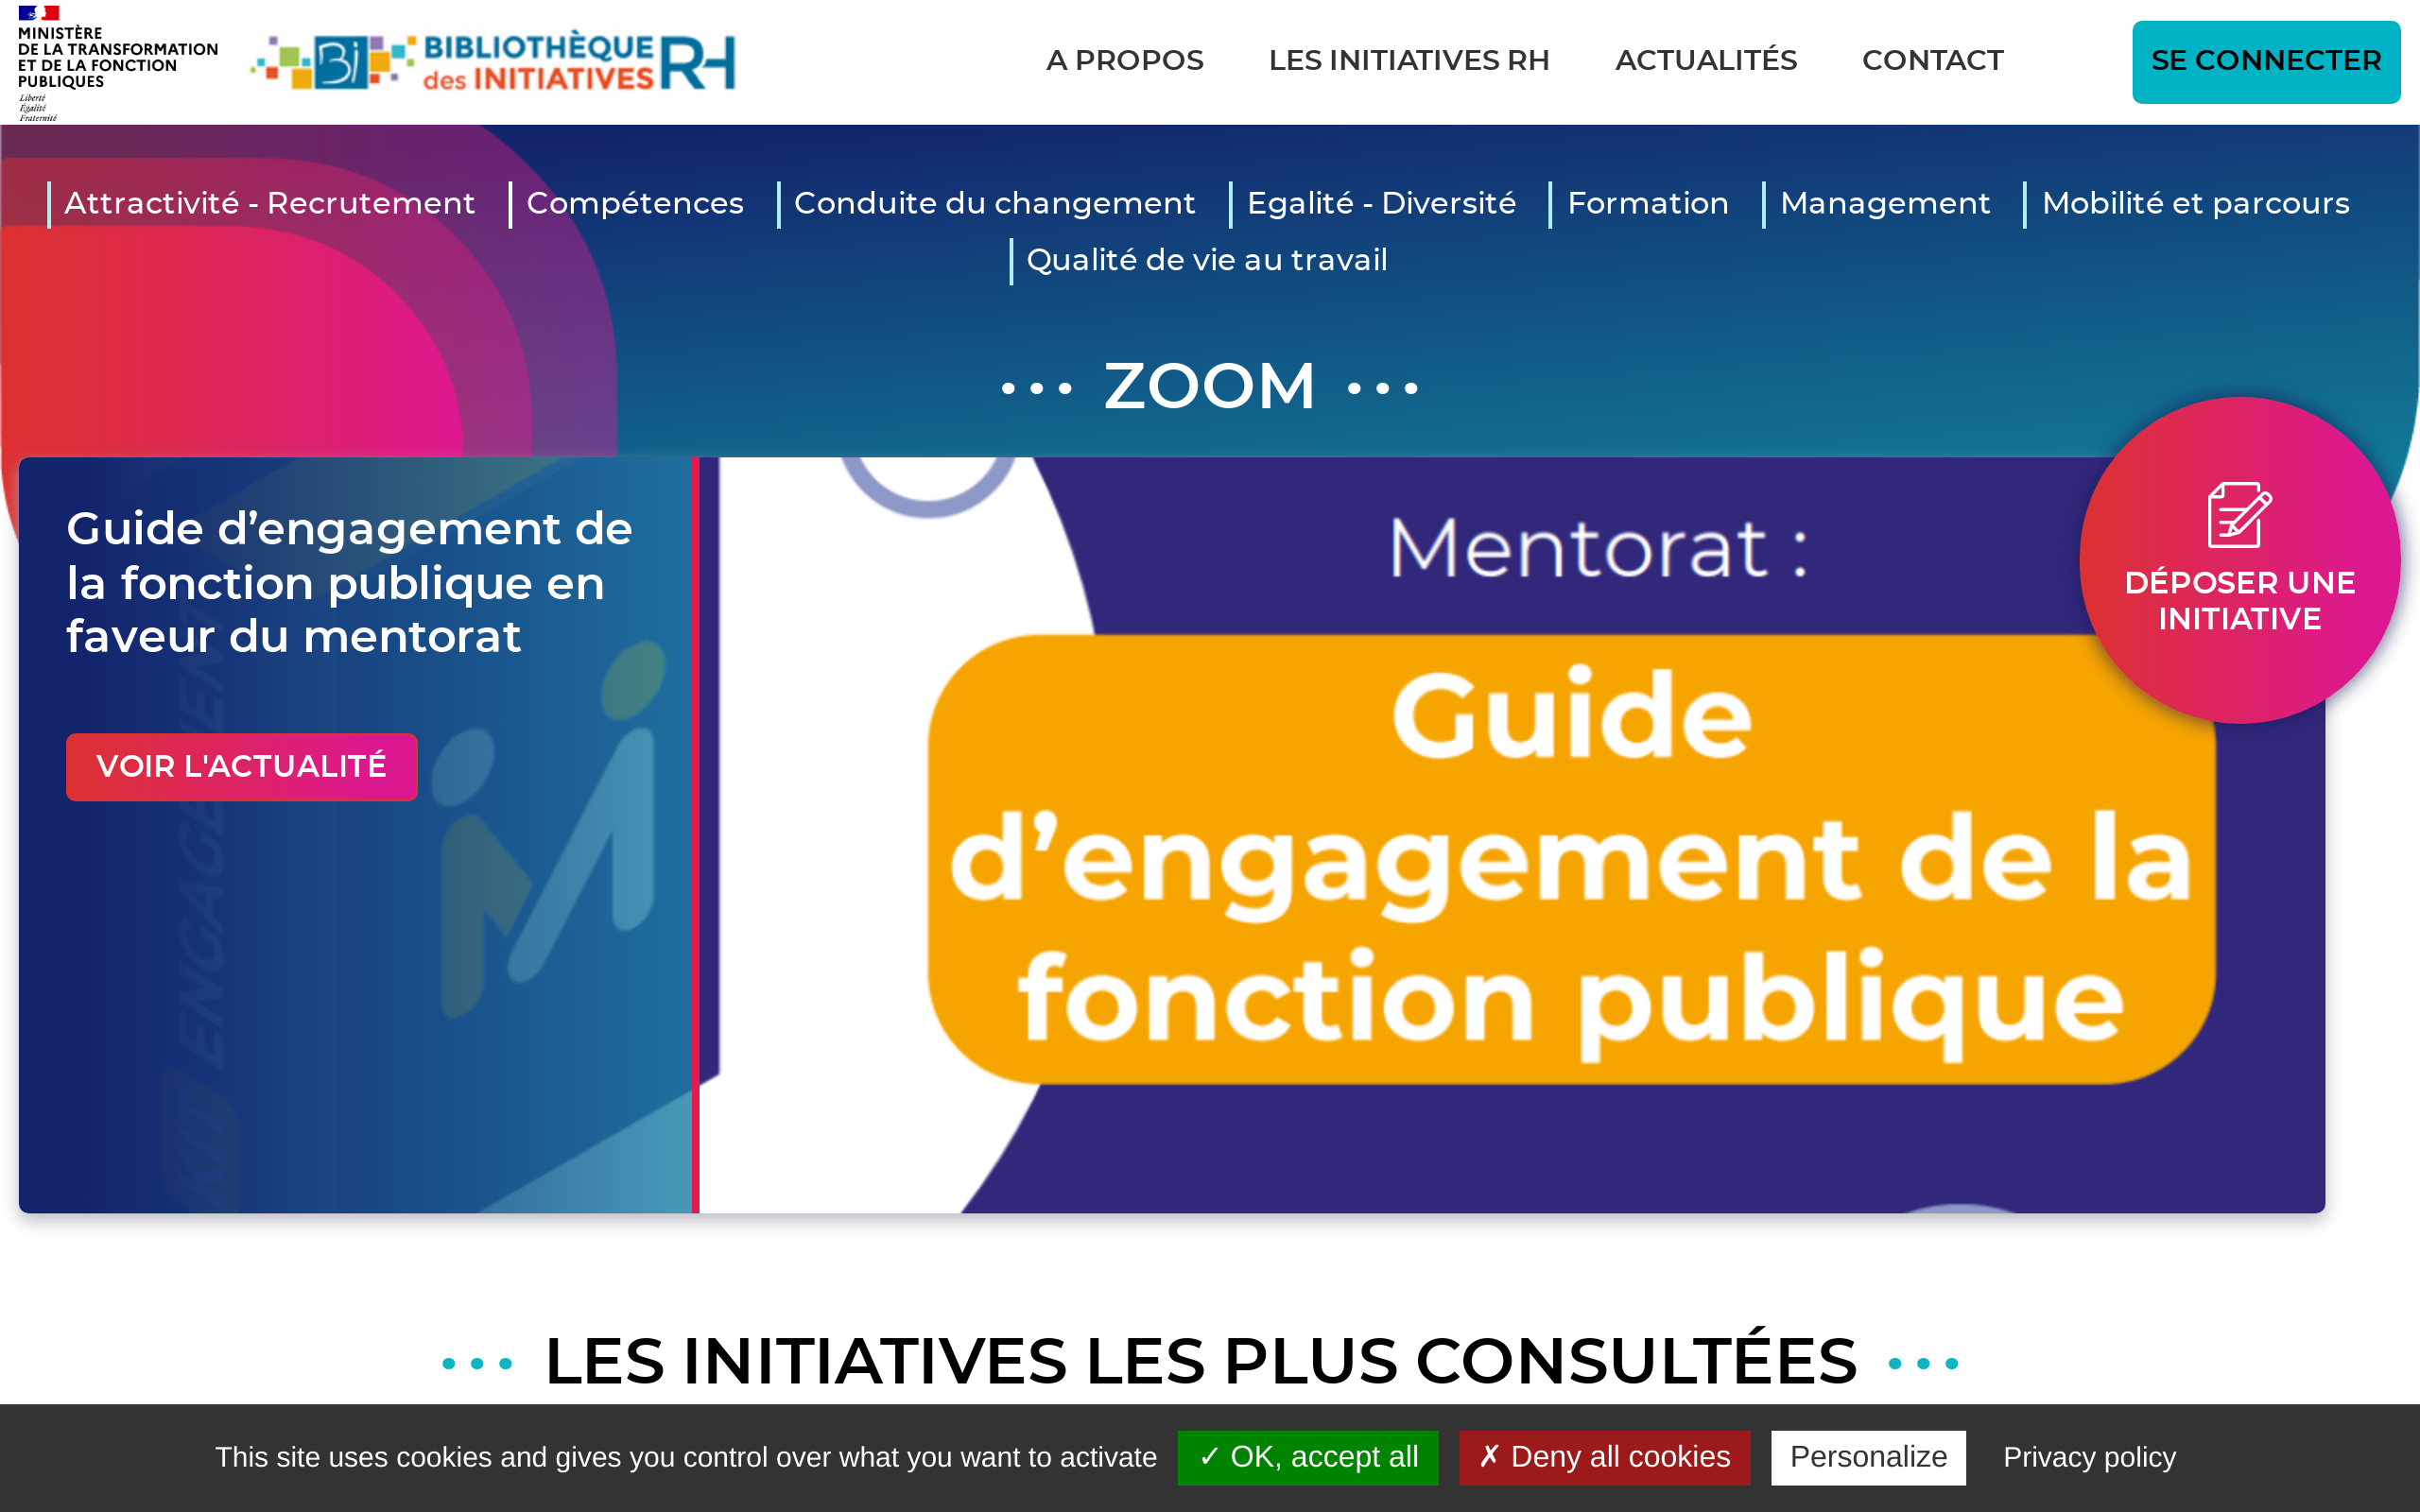 MINISTÈRE
DE LA TRANSFORMATION
ET DE LA FONCTION
PUBLIQUES
Liberté
Égalité
Fraternité
Bi
BIBLIOTHÈQUE
des INITIATIVES
RH
A PROPOS
LES INITIATIVES RH
ACTUALITÉS
CONTACT
SE CONNECTER
Attractivité - Recrutement
Compétences
Conduite du changement
Egalité - Diversité
Formation
Management
Mobilité et parcours
Qualité de vie au travail
ZOOM
Guide d’engagement de
la fonction publique en
faveur du mentorat
VOIR L'ACTUALITÉ
KIT ENGAGEMENT
Mentorat :
Guide
d’engagement de la
fonction publique
DÉPOSER UNE
INITIATIVE
LES INITIATIVES LES PLUS CONSULTÉES
This site uses cookies and gives you control over what you want to activate
✓ OK, accept all
✗ Deny all cookies
Personalize
Privacy policy